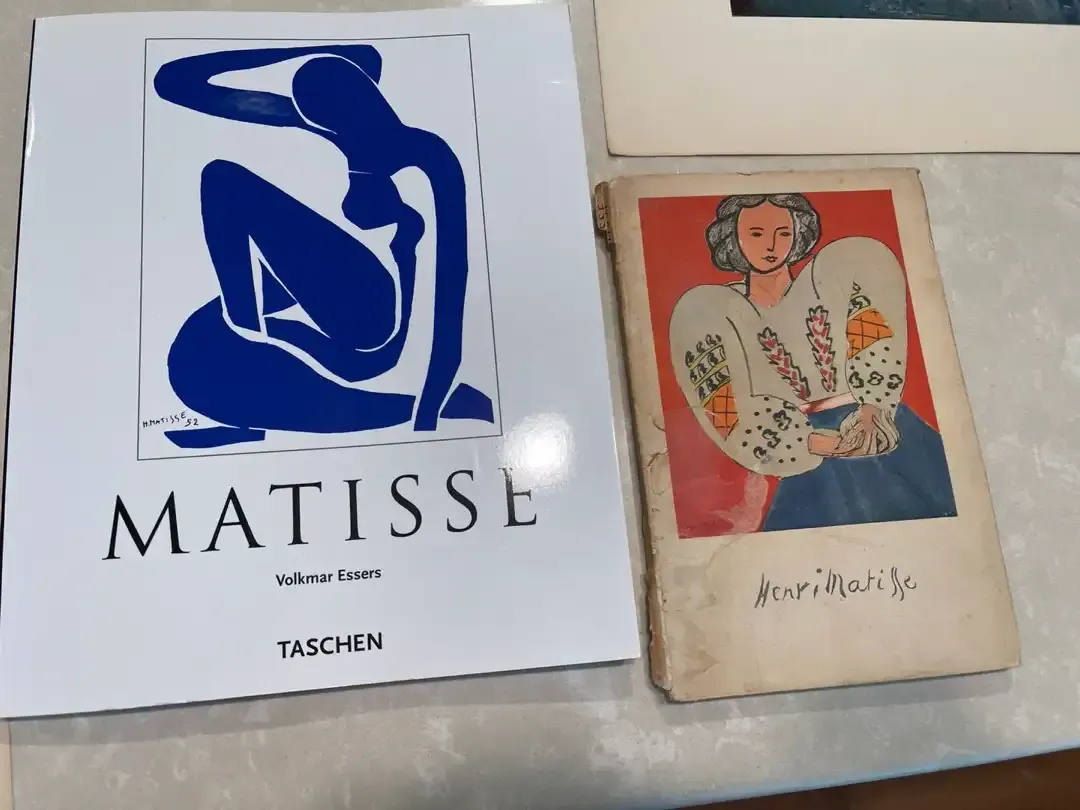 H.MATISSE
52
MATISSE
Volkmar Essers
TASCHEN
Henri Matisse